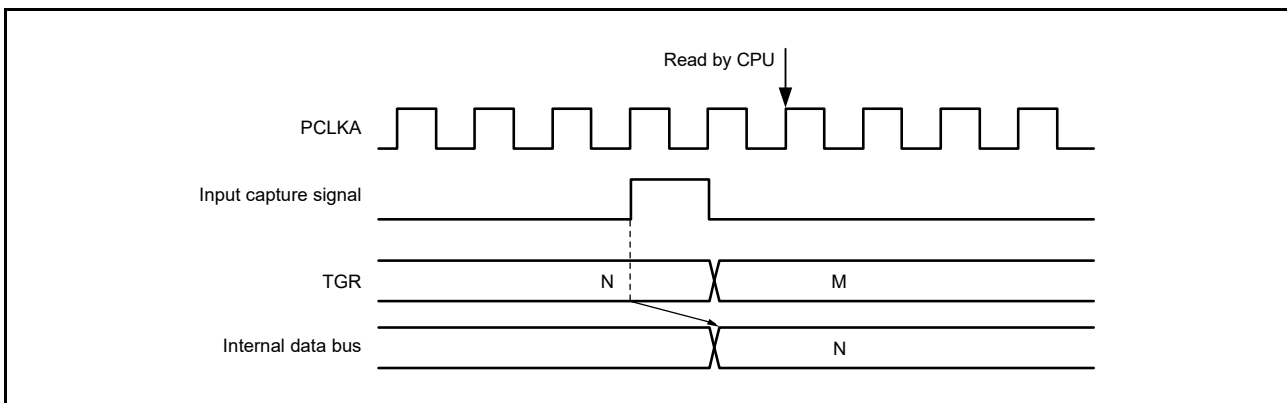 Read by CPU
PCLKA
Input capture signal
TGR N M
Internal data bus N